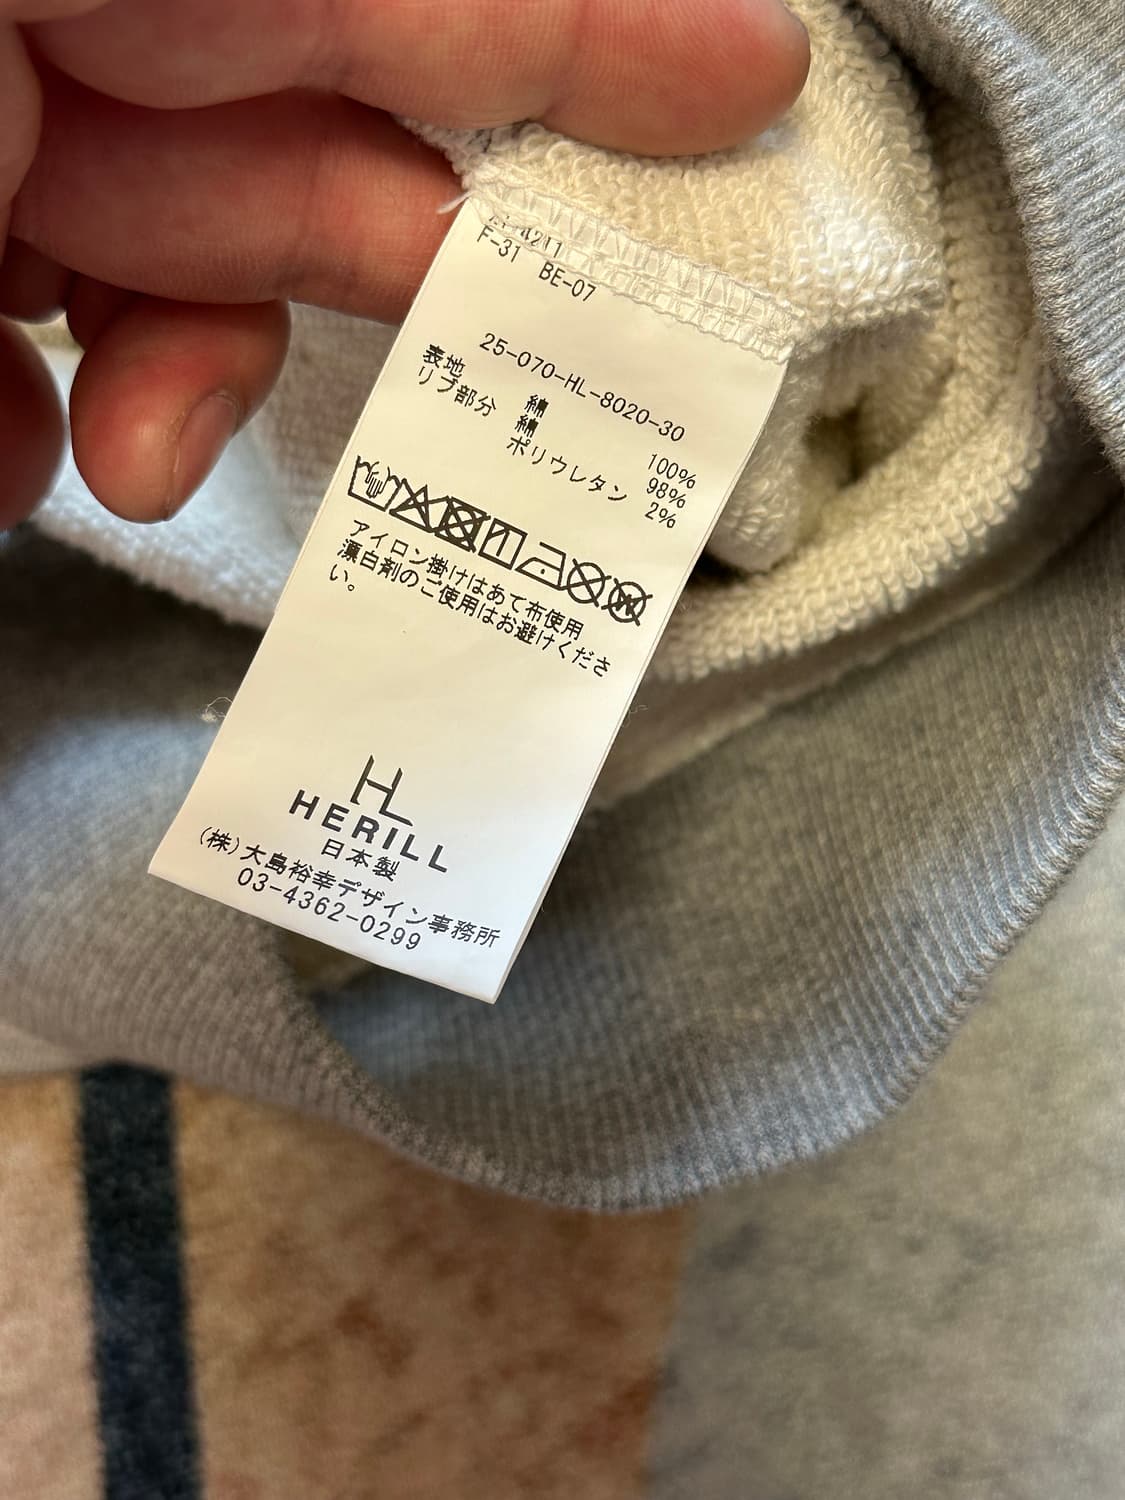 F-31 BE-07
25-070-HL-8020-30
表地 綿 100%
リブ部分 綿 98%
ポリウレタン 2%
アイロン掛けはあて布使用
漂白剤のご使用はお避けくださ
い。
HL
HERILL
日本製
(株)大島裕幸デザイン事務所
03-4362-0299